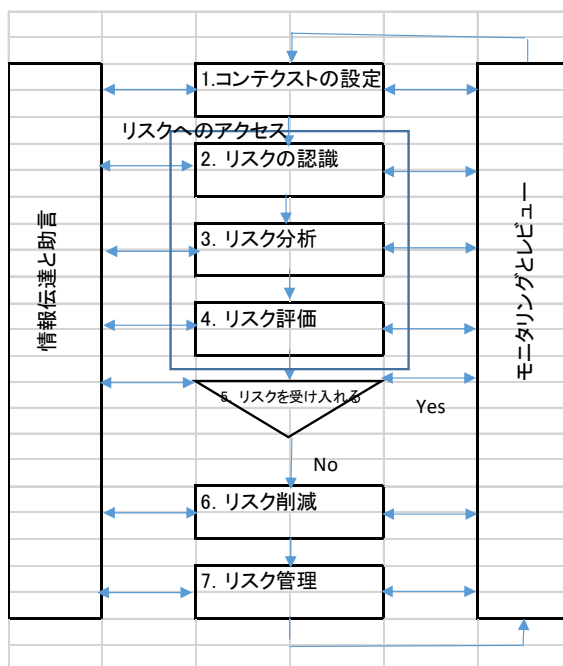 1.コンテクストの設定
リスクへのアクセス
2. リスクの認識
3. リスク分析
4. リスク評価
5. リスクを受け入れる
Yes
No
6. リスク削減
7. リスク管理
情報伝達と助言
モニタリングとレビュー